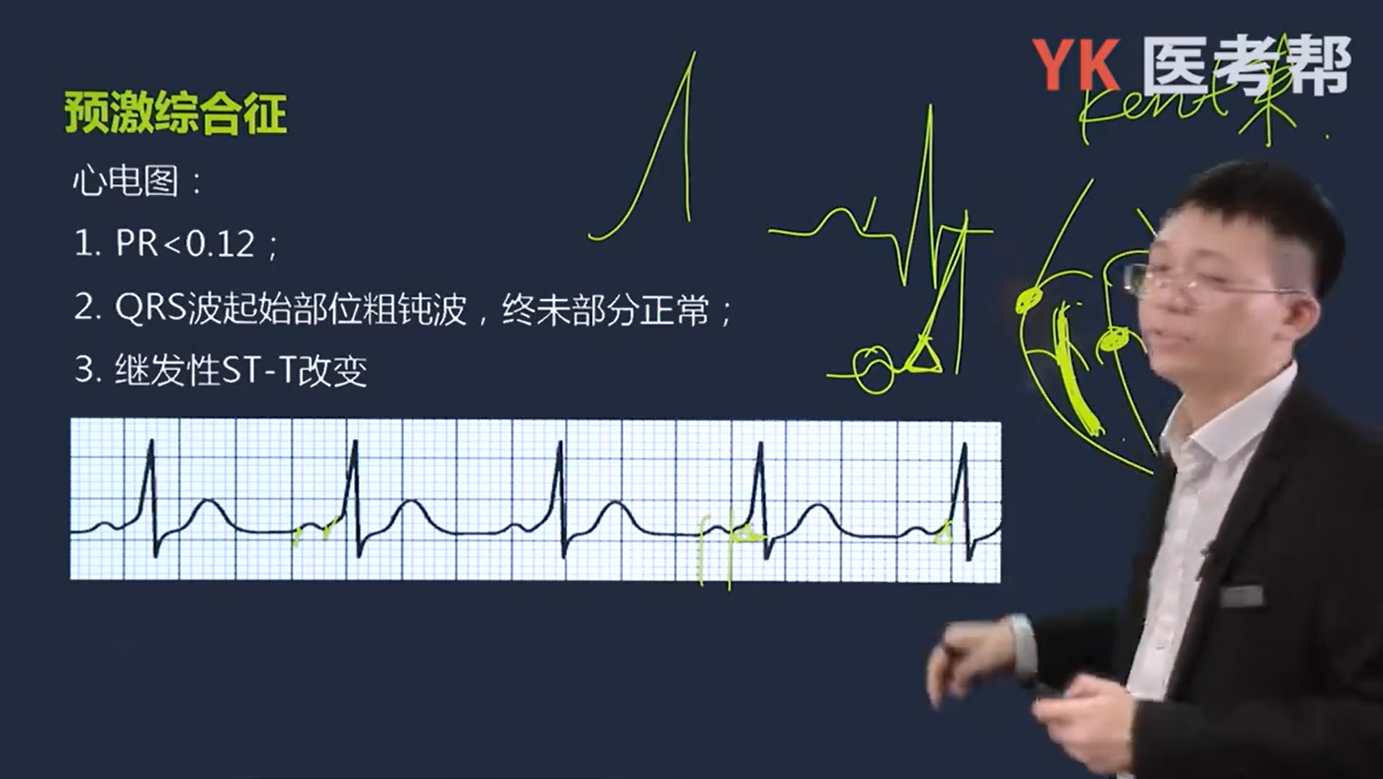 YK 医考帮
Kent束
预激综合征
心电图：
1. PR<0.12；
2. QRS波起始部位粗钝波，终未部分正常；
3. 继发性ST-T改变